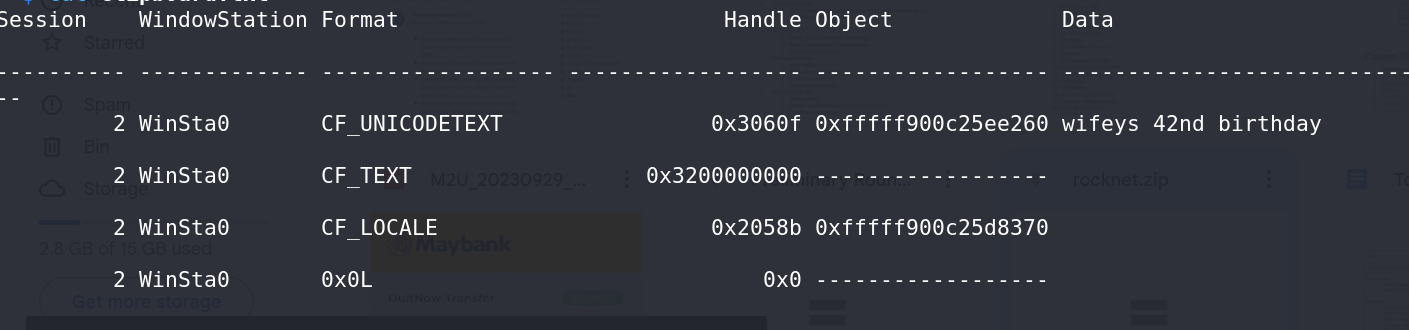 Session    WindowStation Format                         Handle Object             Data
---------- ------------- ------------------ ------------------ ------------------ ---------------------------
--
         2 WinSta0       CF_UNICODETEXT                0x3060f 0xfffff900c25ee260 wifeys 42nd birthday
         2 WinSta0       CF_TEXT                  0x3200000000 ------------------
         2 WinSta0       CF_LOCALE                     0x2058b 0xfffff900c25d8370
         2 WinSta0       0x0L                              0x0 ------------------
Starred
Spam
Bin
Storage
2.8 GB of 15 GB used
Get more storage
M2U_20230929_...
rocknet.zip
Maybank
DuitNow Transfer